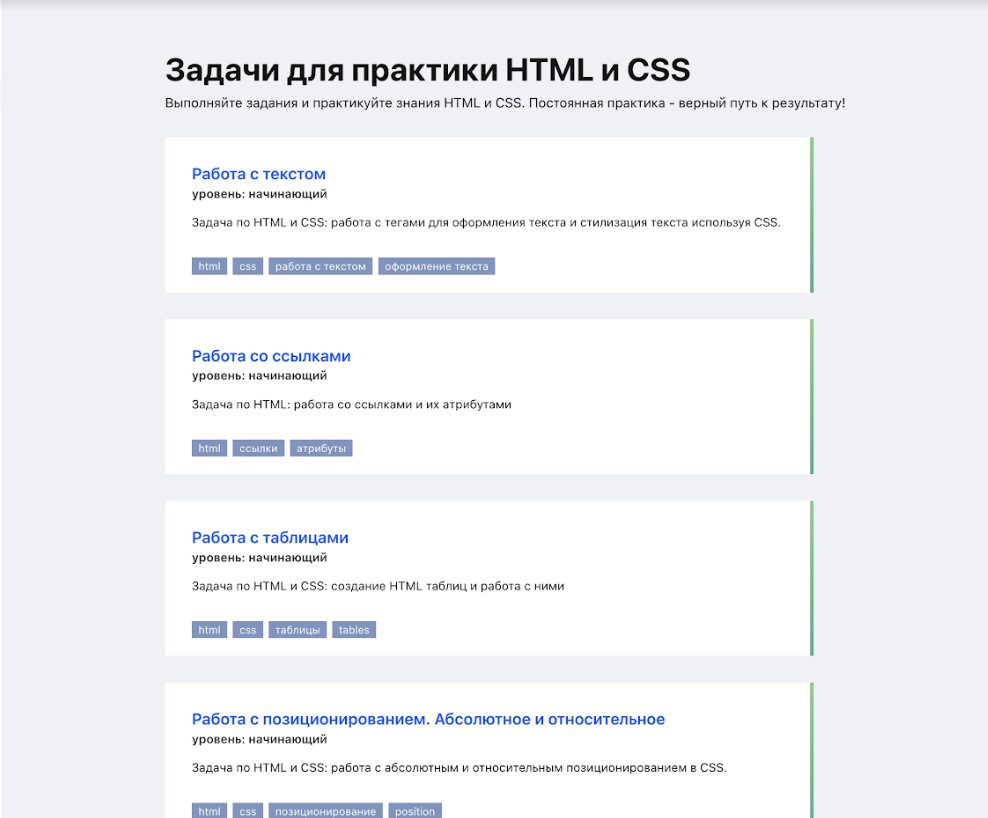 Задачи для практики HTML и CSS
Выполняйте задания и практикуйте знания HTML и CSS. Постоянная практика - верный путь к результату!
Работа с текстом
уровень: начинающий
Задача по HTML и CSS: работа с тегами для оформления текста и стилизация текста используя CSS.
html css работа с текстом оформление текста
Работа со ссылками
уровень: начинающий
Задача по HTML: работа со ссылками и их атрибутами
html ссылки атрибуты
Работа с таблицами
уровень: начинающий
Задача по HTML и CSS: создание HTML таблиц и работа с ними
html css таблицы tables
Работа с позиционированием. Абсолютное и относительное
уровень: начинающий
Задача по HTML и CSS: работа с абсолютным и относительным позиционированием в CSS.
html css позиционирование position